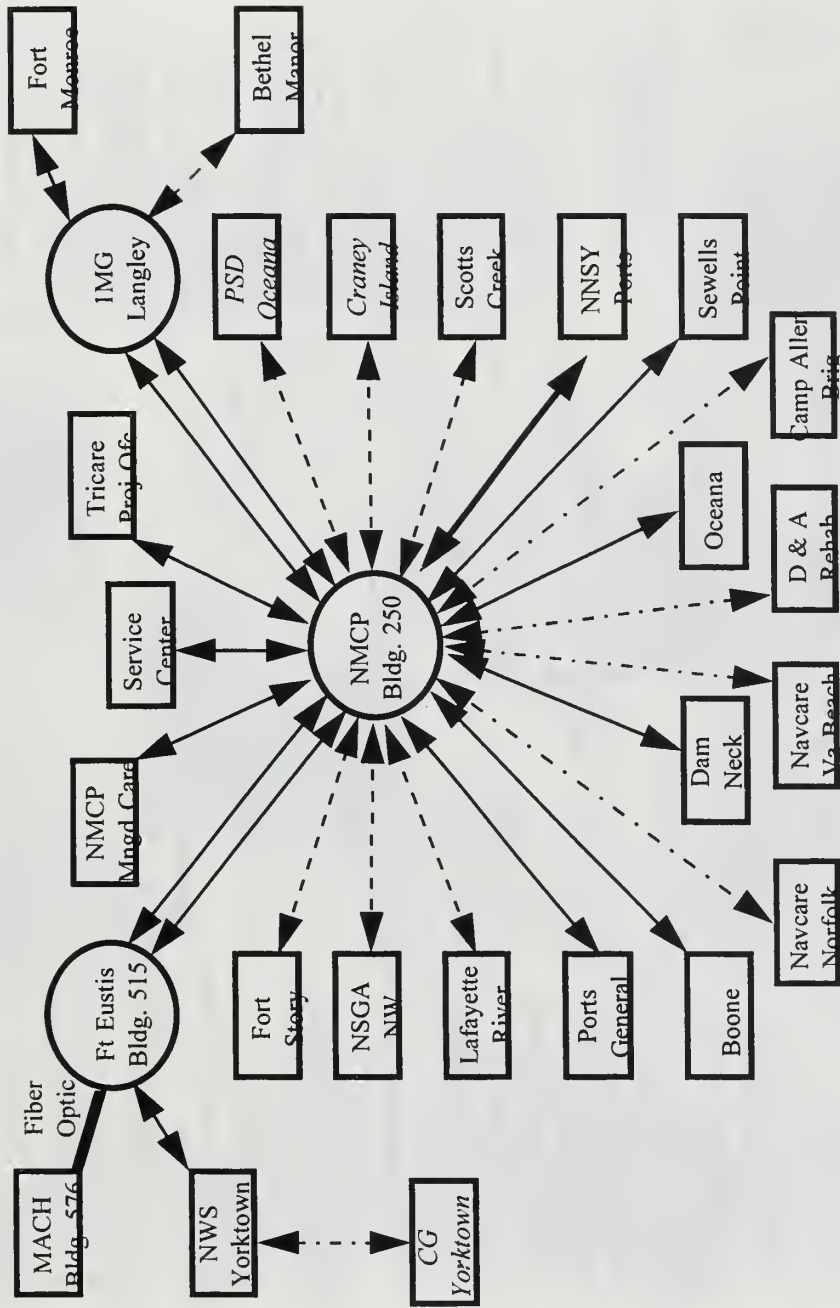 Fort
Monroe
Bethel
Manor
1MG
Langley
PSD
Oceana
Craney
Island
Scotts
Creek
NNSY
Ports
Sewells
Point
Camp Allen
Brig
Tricare
Proj Ofc
Service
Center
NMCP
Mngd Care
NMCP
Bldg. 250
Oceana
D & A
Rehab
Navcare
Va Beach
Dam
Neck
Navcare
Norfolk
Ft Eustis
Bldg. 515
Fiber
Optic
MACH
Bldg. 576
NWS
Yorktown
CG
Yorktown
Fort
Story
NSGA
NW
Lafayette
River
Ports
General
Boone